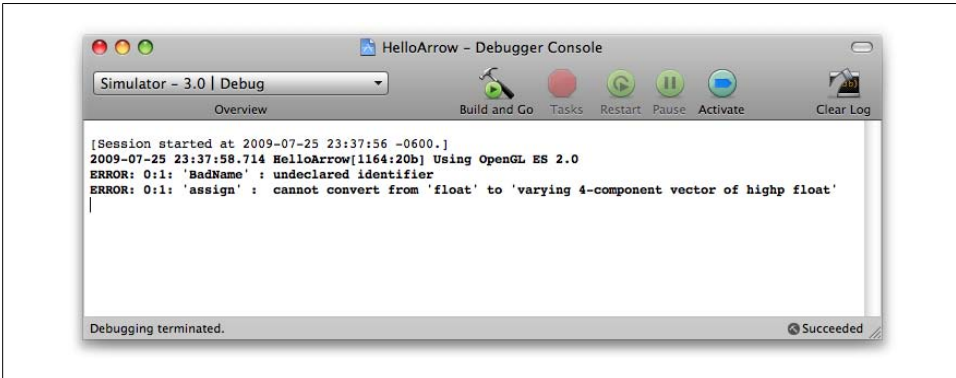 HelloArrow – Debugger Console
Simulator – 3.0 | Debug
Overview
Build and Go Tasks Restart Pause Activate Clear Log
[Session started at 2009-07-25 23:37:56 -0600.]
2009-07-25 23:37:58.714 HelloArrow[1164:20b] Using OpenGL ES 2.0
ERROR: 0:1: 'BadName' : undeclared identifier
ERROR: 0:1: 'assign' :  cannot convert from 'float' to 'varying 4-component vector of highp float'
Debugging terminated. Succeeded